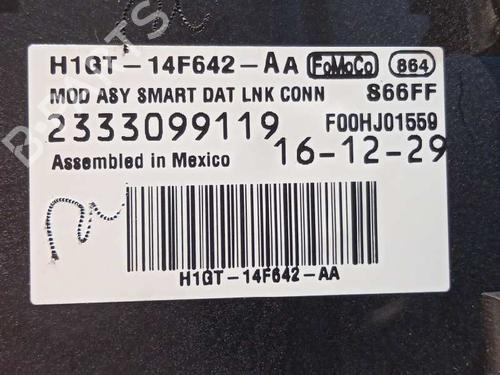 H1GT-14F642-AA FoMoCo 864
MOD ASY SMART DAT LNK CONN S66FF
2333099119 F00HJ01559
Assembled in Mexico 16-12-29
H1GT-14F642-AA
B-PARTS